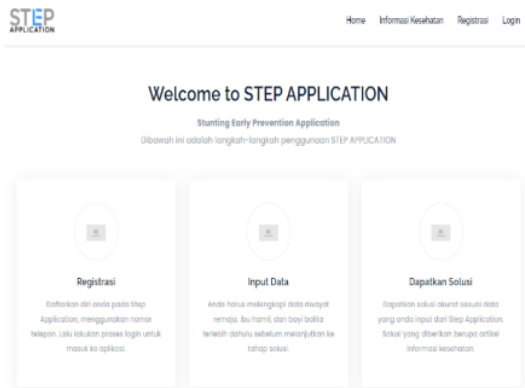 STEP
APPLICATION
Home Informasi Kesehatan Registrasi Login
Welcome to STEP APPLICATION
Stunting Early Prevention Application
Dibawah ini adalah langkah-langkah penggunaan STEP APPLICATION
Registrasi
Daftarkan diri anda pada Step
Application, menggunakan nomor
telepon. Lalu lakukan proses login untuk
masuk ke aplikasi.
Input Data
Anda harus melengkapi data riwayat
remaja, ibu hamil, dan bayi balita
terlebih dahulu sebelum melanjutkan ke
tahap solusi.
Dapatkan Solusi
Dapatkan solusi akurat sesuai data
yang anda input dari Step Application.
Solusi yang diberikan berupa artikel
informasi kesehatan.